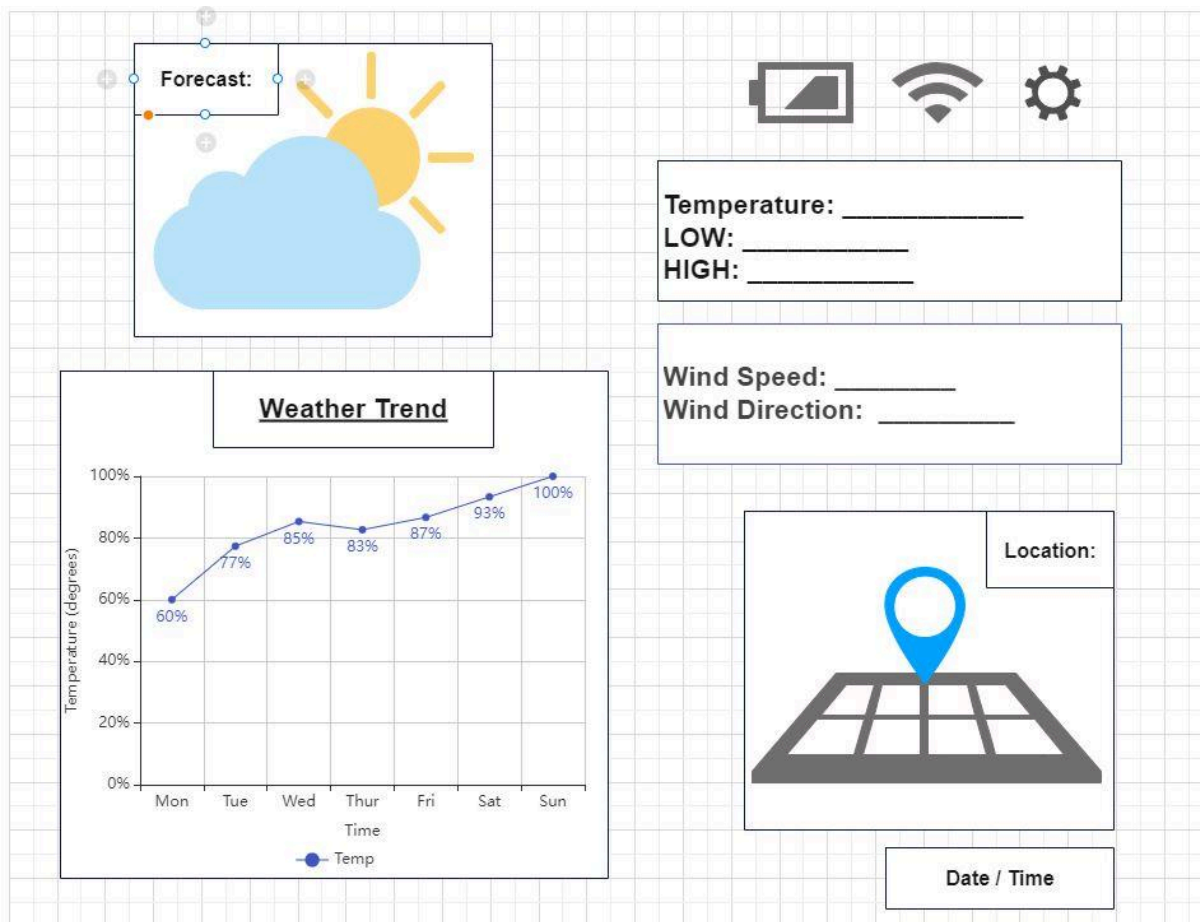 Forecast:
Temperature: ____________
LOW: ___________
HIGH: ___________
Wind Speed: ________
Wind Direction: _________
Weather Trend
100%
80%
60%
40%
20%
0%
Temperature (degrees)
60%
77%
85%
83%
87%
93%
100%
Mon Tue Wed Thur Fri Sat Sun
Time
Temp
Location:
Date / Time